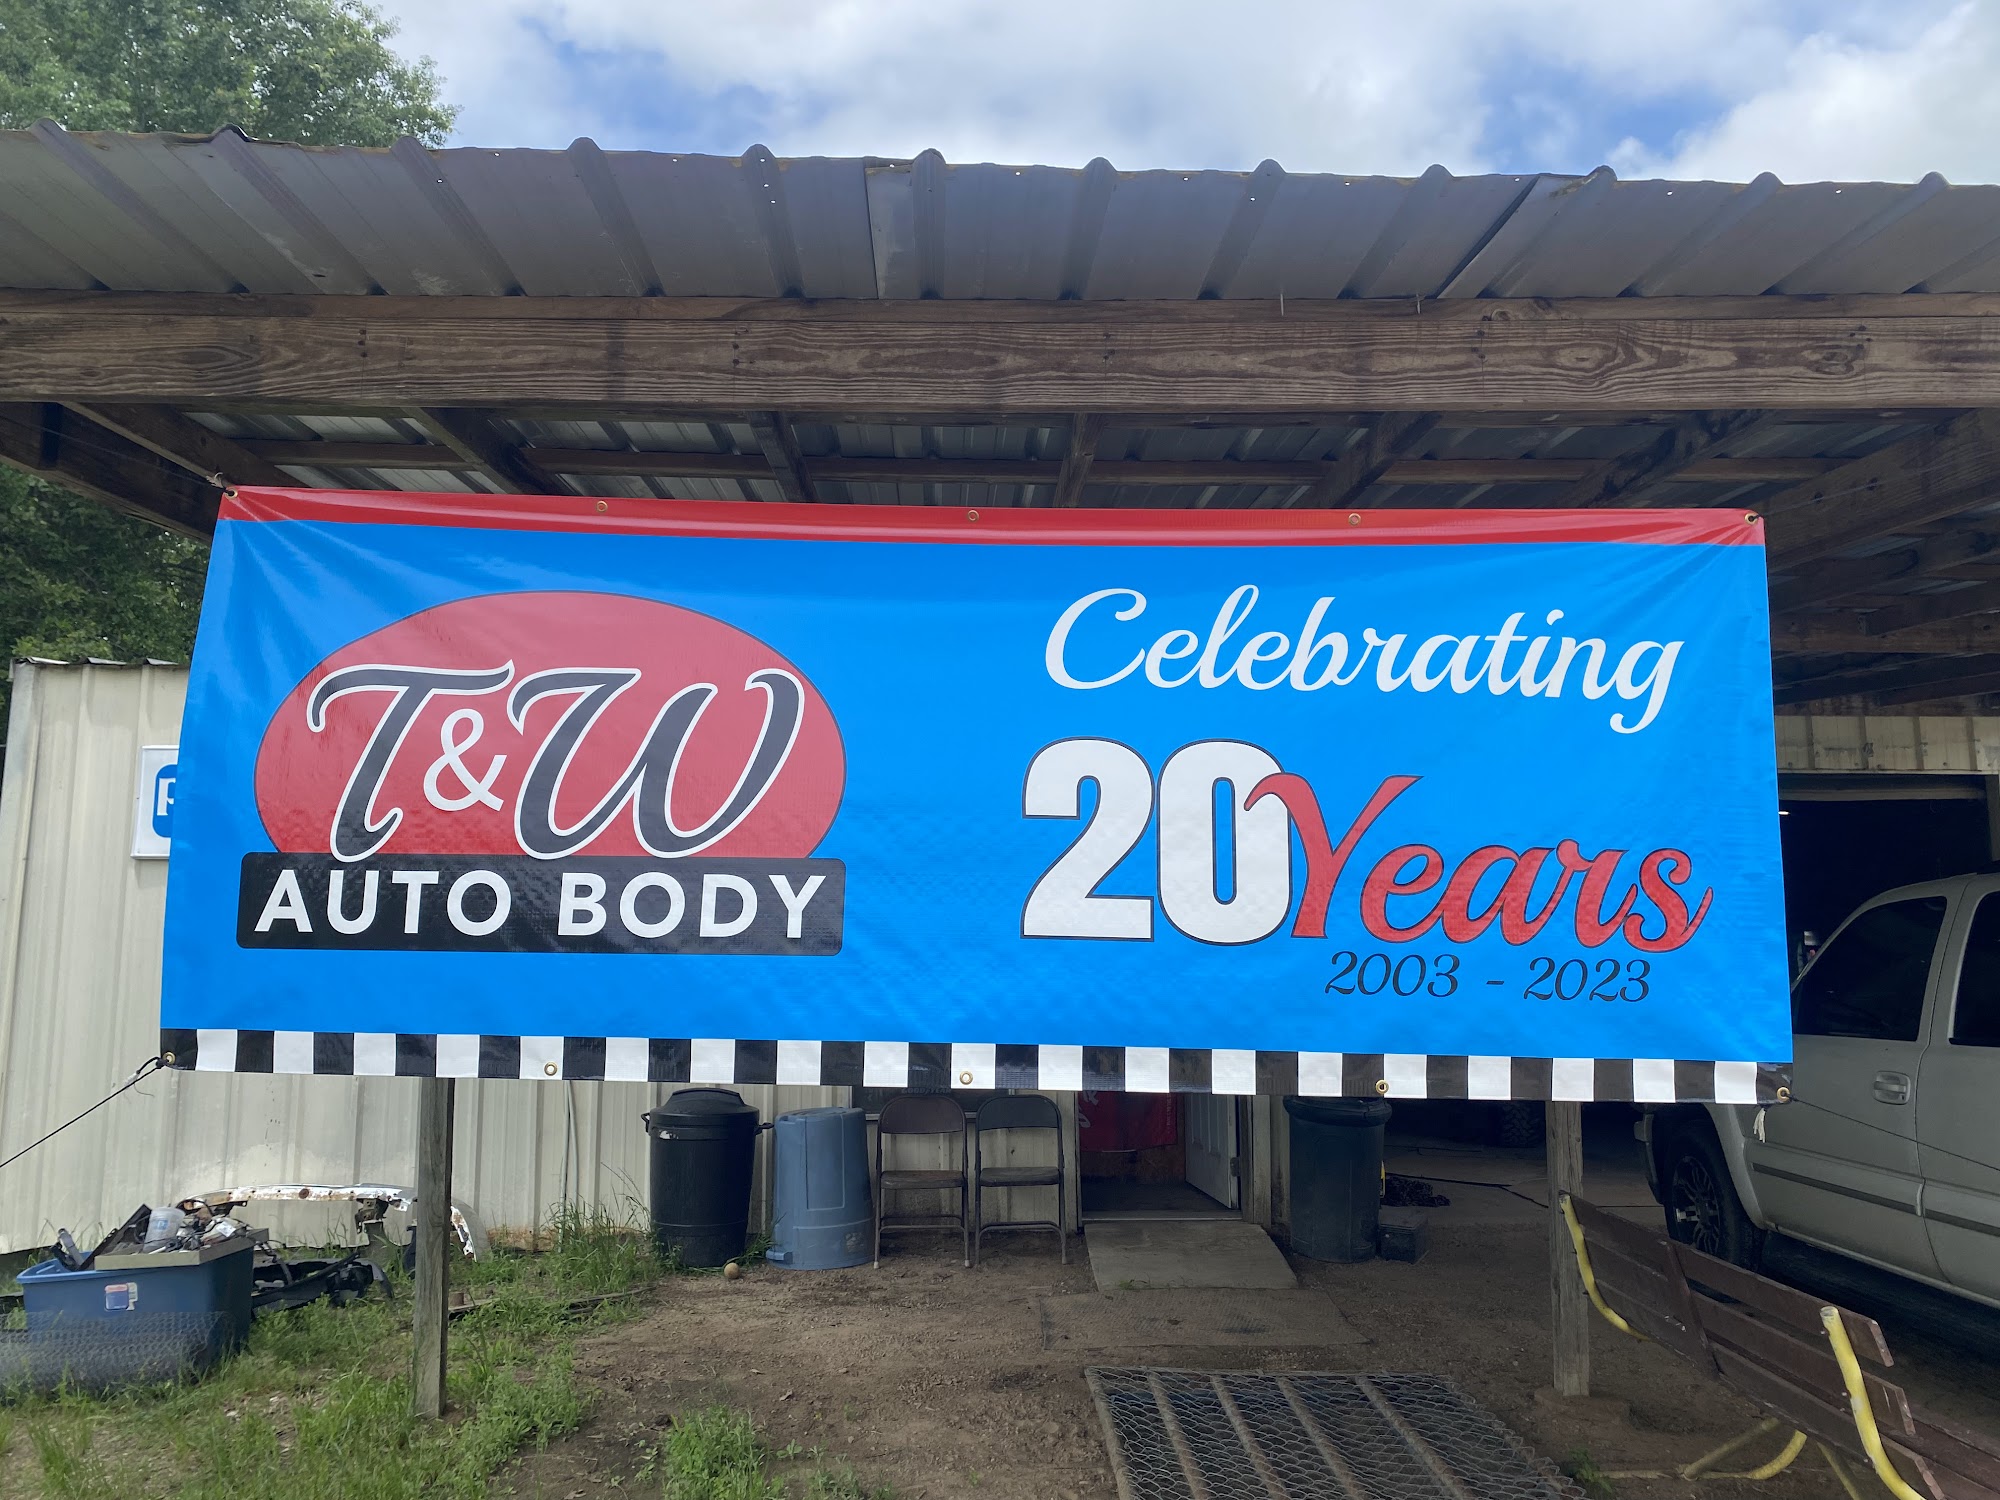 T&W
AUTO BODY
Celebrating
20 Years
2003 - 2023